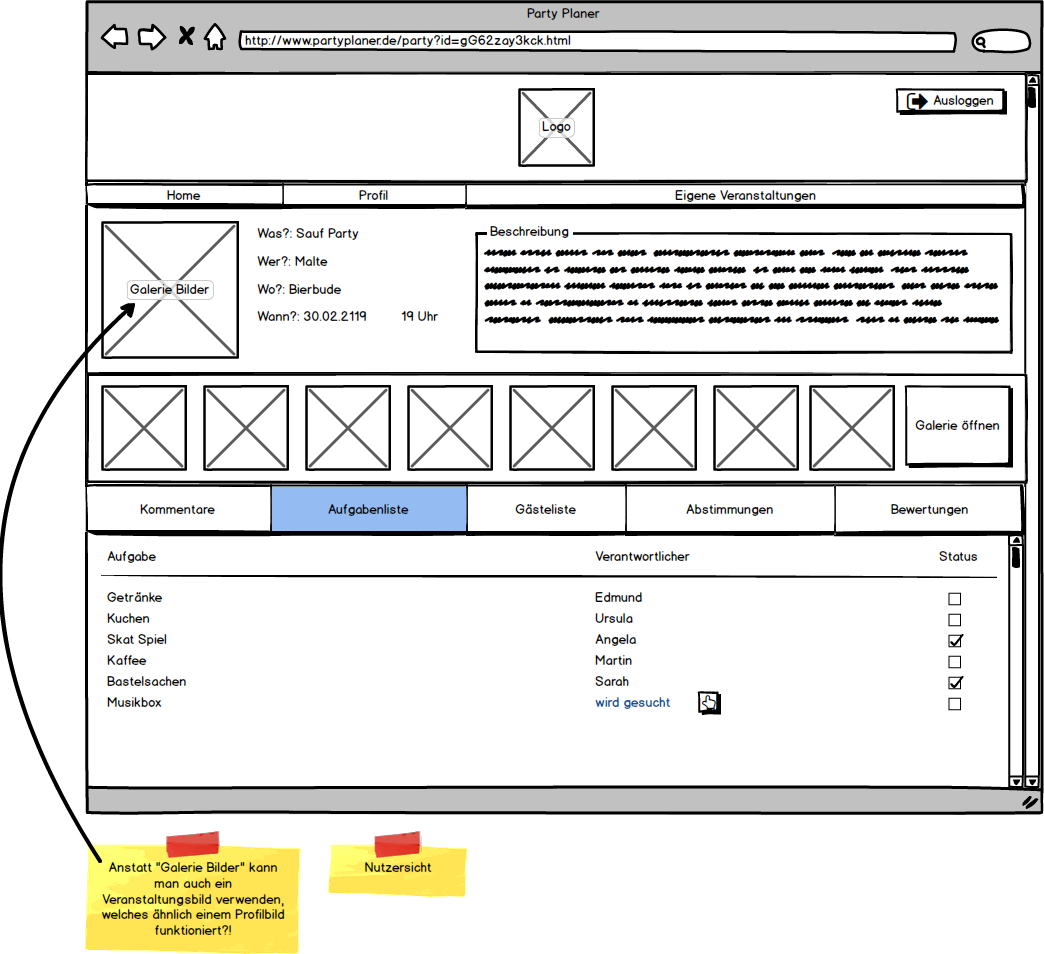 Party Planer
http://www.partyplaner.de/party?id=gG62zay3kck.html
Logo
Ausloggen
Home Profil Eigene Veranstaltungen
Galerie Bilder
Was?: Sauf Party
Wer?: Malte
Wo?: Bierbude
Wann?: 30.02.2119 19 Uhr
Beschreibung
Galerie öffnen
Kommentare Aufgabenliste Gästeliste Abstimmungen Bewertungen
Aufgabe Verantwortlicher Status
Getränke Edmund
Kuchen Ursula
Skat Spiel Angela
Kaffee Martin
Bastelsachen Sarah
Musikbox wird gesucht
Anstatt "Galerie Bilder" kann
man auch ein
Veranstaltungsbild verwenden,
welches ähnlich einem Profilbild
funktioniert?!
Nutzersicht